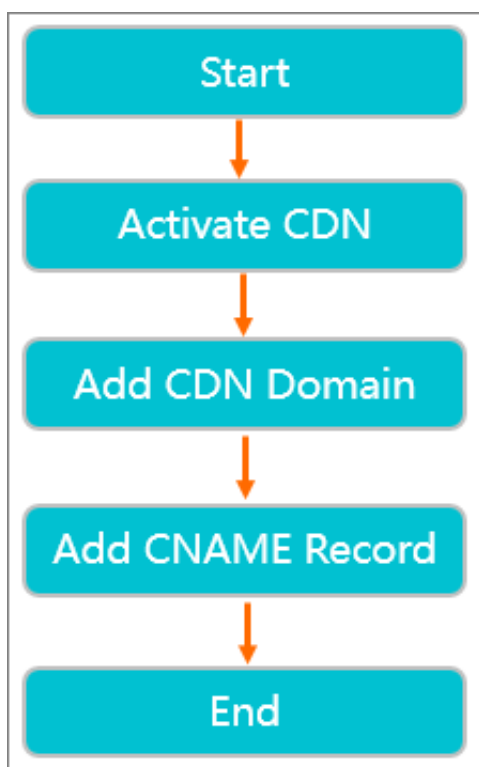 Start
Activate CDN
Add CDN Domain
Add CNAME Record
End